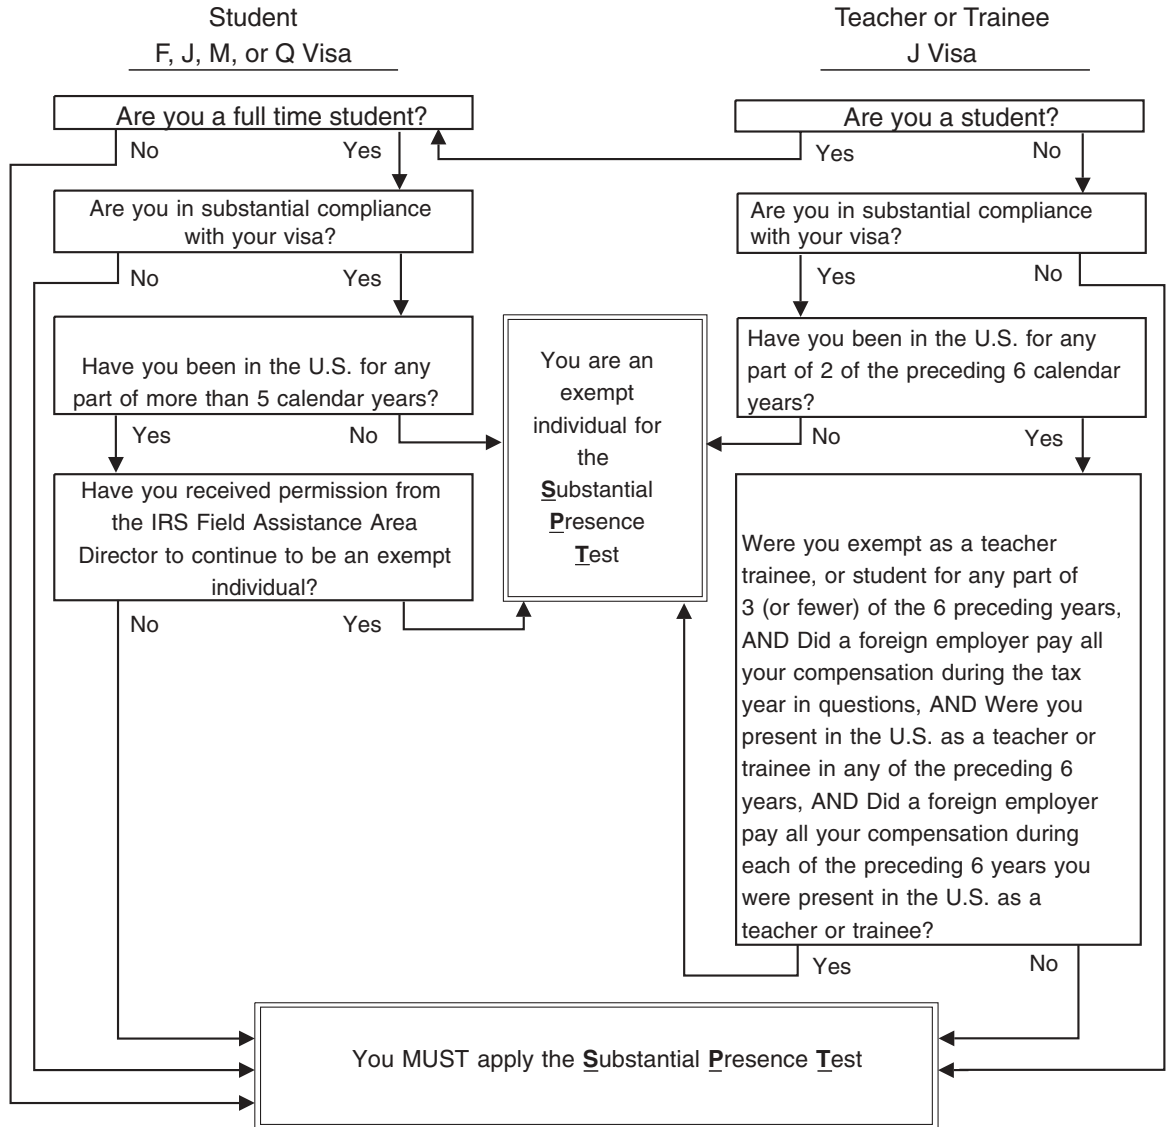 Student
F, J, M, or Q Visa
Are you a full time student?
No
Yes
Are you in substantial compliance
with your visa?
No
Yes
Have you been in the U.S. for any
part of more than 5 calendar years?
Yes
No
Have you received permission from
the IRS Field Assistance Area
Director to continue to be an exempt
individual?
No
Yes
You are an
exempt
individual for
the
Substantial
Presence
Test
Teacher or Trainee
J Visa
Are you a student?
Yes
No
Are you in substantial compliance
with your visa?
Yes
No
Have you been in the U.S. for any
part of 2 of the preceding 6 calendar
years?
No
Yes
Were you exempt as a teacher
trainee, or student for any part of
3 (or fewer) of the 6 preceding years,
AND Did a foreign employer pay all
your compensation during the tax
year in questions, AND Were you
present in the U.S. as a teacher or
trainee in any of the preceding 6
years, AND Did a foreign employer
pay all your compensation during
each of the preceding 6 years you
were present in the U.S. as a
teacher or trainee?
Yes
No
You MUST apply the Substantial Presence Test